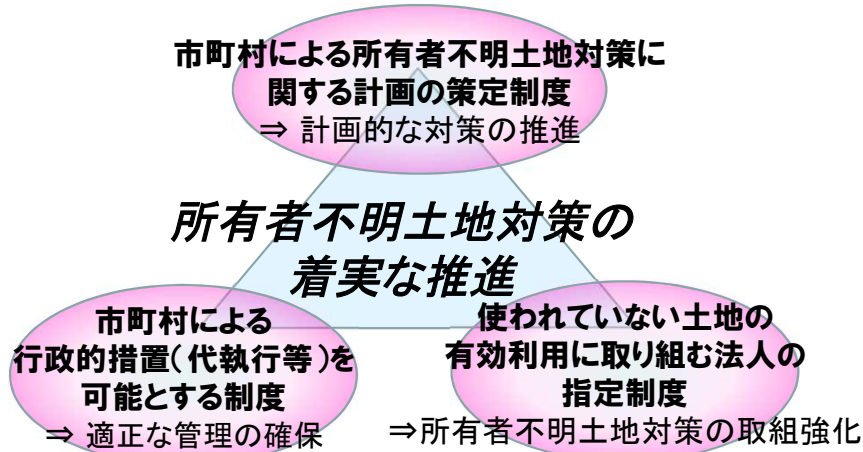 市町村による所有者不明土地対策に
関する計画の策定制度
⇒ 計画的な対策の推進
所有者不明土地対策の
着実な推進
市町村による
行政的措置(代執行等)を
可能とする制度
⇒ 適正な管理の確保
使われていない土地の
有効利用に取り組む法人の
指定制度
⇒所有者不明土地対策の取組強化